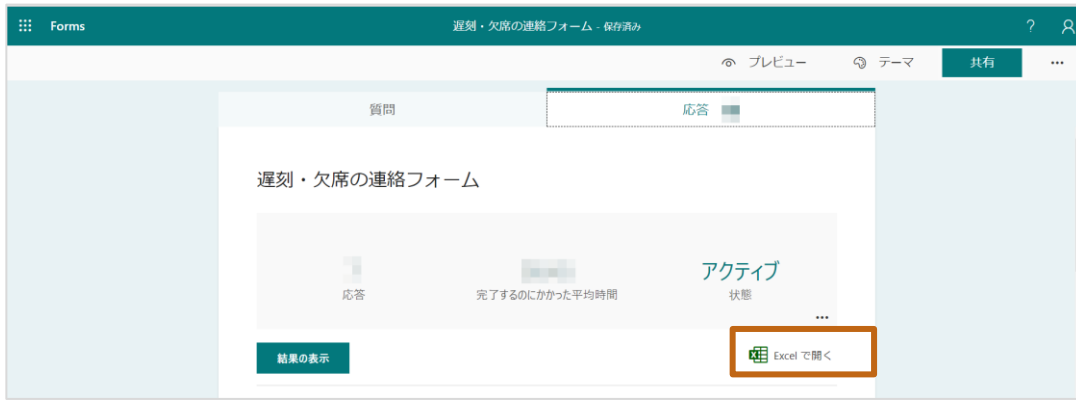 Forms
遅刻・欠席の連絡フォーム - 保存済み
?
プレビュー
テーマ
共有
...
質問
応答
遅刻・欠席の連絡フォーム
アクティブ
応答
完了するのにかかった平均時間
状態
...
結果の表示
Excel で開く